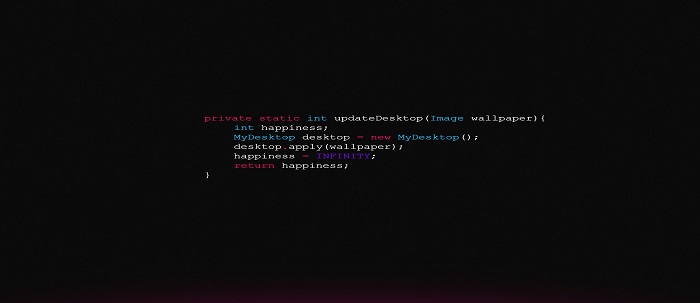 private static int updateDesktop(Image wallpaper){
int happiness;
MyDesktop desktop = new MyDesktop();
desktop.apply(wallpaper);
happiness = INFINITY;
return happiness;
}